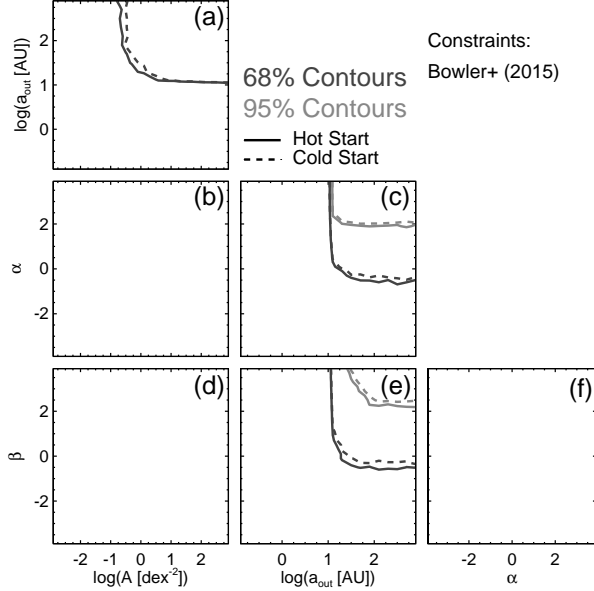 (a)
2
1
0
log(a_out [AU])
68% Contours
95% Contours
Hot Start
Cold Start
Constraints:
Bowler+ (2015)
(b)
2
0
-2
α
(c)
(d)
2
0
-2
β
-2 -1 0 1 2
log(A [dex⁻²])
(e)
0 1 2
log(a_out [AU])
(f)
-2 0 2
α